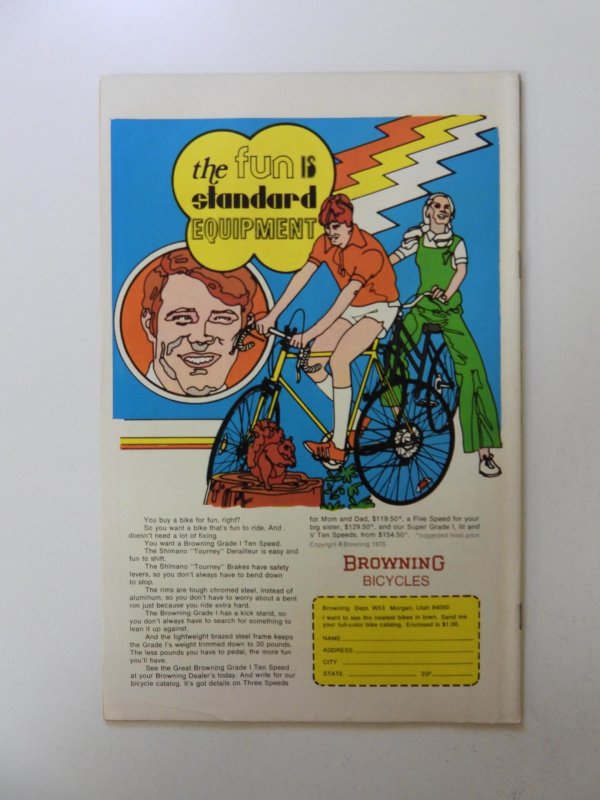 the fun IS
standard
EQUIPMENT
You buy a bike for fun, right?
So you want a bike that's fun to ride. And
doesn't need a lot of fixing.
You want a Browning Grade I Ten Speed.
The Shimano "Tourney" Derailleur is easy and
fun to shift.
The Shimano "Tourney" Brakes have safety
levers, so you don't always have to bend down
to stop.
The rims are tough chromed steel, instead of
aluminum, so you don't have to worry about a bent
rim just because you ride extra hard.
The Browning Grade I has a kick stand, so
you don't always have to search for something to
lean it up against.
And the lightweight brazed steel frame keeps
the Grade I's weight trimmed down to 30 pounds.
The less pounds you have to pedal, the more fun
you'll have.
See the Great Browning Grade I Ten Speed
at your Browning Dealer's today. And write for our
bicycle catalog. It's got details on Three Speeds
for Mom and Dad, $119.50*, a Five Speed for your
big sister, $129.50*, and our Super Grade I, III and
V Ten Speeds, from $154.50*. *suggested retail price
Copyright © Browning, 1975
BROWNING
BICYCLES
Browning Dept. W53 Morgan, Utah 84050
I want to see the neatest bikes in town. Send me
your full-color bike catalog. Enclosed is $1.00.
NAME
ADDRESS
CITY
STATE ZIP